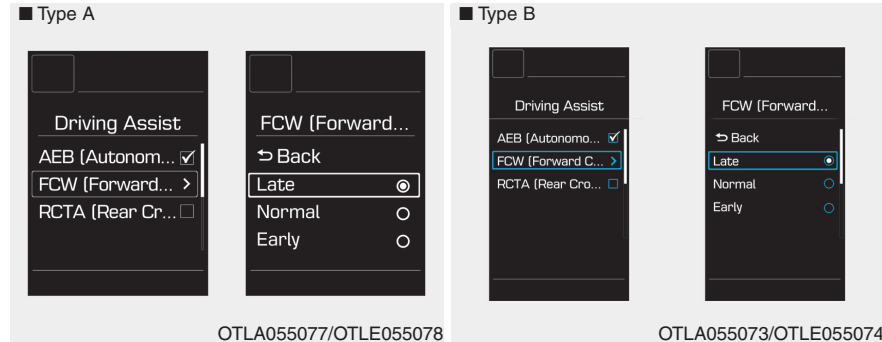 ■ Type A
Driving Assist
AEB (Autonom...
FCW (Forward... >
RCTA (Rear Cr...
FCW (Forward...
Back
Late
Normal
Early
OTLA055077/OTLE055078
■ Type B
Driving Assist
AEB (Autonomo...
FCW (Forward C... >
RCTA (Rear Cro...
FCW (Forward...
Back
Late
Normal
Early
OTLA055073/OTLE055074